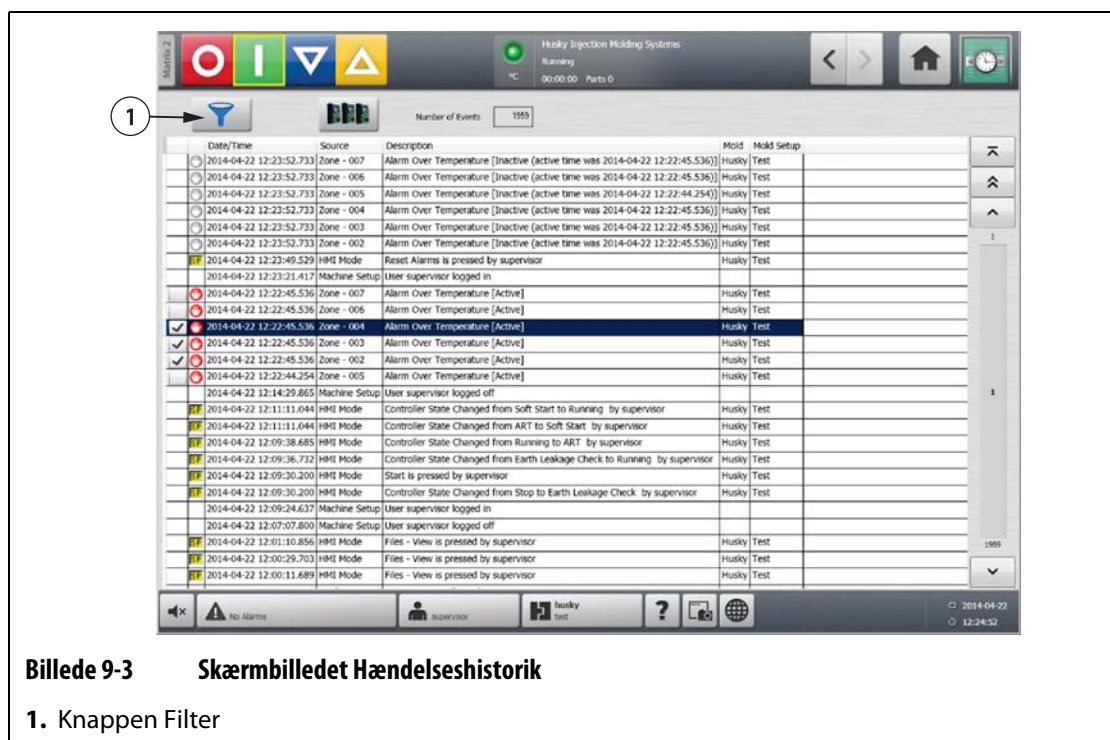 Matrix 2
Husky Injection Molding Systems
Running
°C 00:00:00 Parts 0
1
Number of Events 1959
Date/Time Source Description Mold Mold Setup
2014-04-22 12:23:52.733 Zone - 007 Alarm Over Temperature [Inactive (active time was 2014-04-22 12:22:45.536)] Husky Test
2014-04-22 12:23:52.733 Zone - 006 Alarm Over Temperature [Inactive (active time was 2014-04-22 12:22:45.536)] Husky Test
2014-04-22 12:23:52.733 Zone - 005 Alarm Over Temperature [Inactive (active time was 2014-04-22 12:22:44.254)] Husky Test
2014-04-22 12:23:52.733 Zone - 004 Alarm Over Temperature [Inactive (active time was 2014-04-22 12:22:45.536)] Husky Test
2014-04-22 12:23:52.733 Zone - 003 Alarm Over Temperature [Inactive (active time was 2014-04-22 12:22:45.536)] Husky Test
2014-04-22 12:23:52.733 Zone - 002 Alarm Over Temperature [Inactive (active time was 2014-04-22 12:22:45.536)] Husky Test
2014-04-22 12:23:49.529 HMI Mode Reset Alarms is pressed by supervisor Husky Test
2014-04-22 12:23:21.417 Machine Setup User supervisor logged in
2014-04-22 12:22:45.536 Zone - 007 Alarm Over Temperature [Active] Husky Test
2014-04-22 12:22:45.536 Zone - 006 Alarm Over Temperature [Active] Husky Test
2014-04-22 12:22:45.536 Zone - 004 Alarm Over Temperature [Active] Husky Test
2014-04-22 12:22:45.536 Zone - 003 Alarm Over Temperature [Active] Husky Test
2014-04-22 12:22:45.536 Zone - 002 Alarm Over Temperature [Active] Husky Test
2014-04-22 12:22:44.254 Zone - 005 Alarm Over Temperature [Active] Husky Test
2014-04-22 12:14:29.865 Machine Setup User supervisor logged off
2014-04-22 12:11:11.044 HMI Mode Controller State Changed from Soft Start to Running by supervisor Husky Test
2014-04-22 12:11:11.044 HMI Mode Controller State Changed from ART to Soft Start by supervisor Husky Test
2014-04-22 12:09:38.685 HMI Mode Controller State Changed from Running to ART by supervisor Husky Test
2014-04-22 12:09:36.732 HMI Mode Controller State Changed from Earth Leakage Check to Running by supervisor Husky Test
2014-04-22 12:09:30.200 HMI Mode Start is pressed by supervisor Husky Test
2014-04-22 12:09:30.200 HMI Mode Controller State Changed from Stop to Earth Leakage Check by supervisor Husky Test
2014-04-22 12:09:24.637 Machine Setup User supervisor logged in
2014-04-22 12:07:07.800 Machine Setup User supervisor logged off
2014-04-22 12:01:10.856 HMI Mode Files - View is pressed by supervisor Husky Test
2014-04-22 12:00:29.703 HMI Mode Files - View is pressed by supervisor Husky Test
2014-04-22 12:00:11.689 HMI Mode Files - View is pressed by supervisor Husky Test
1
1
1959
No Alarms
supervisor
husky
test
?
2014-04-22
12:24:52
Billede 9-3 Skærmbilledet Hændelseshistorik
1. Knappen Filter